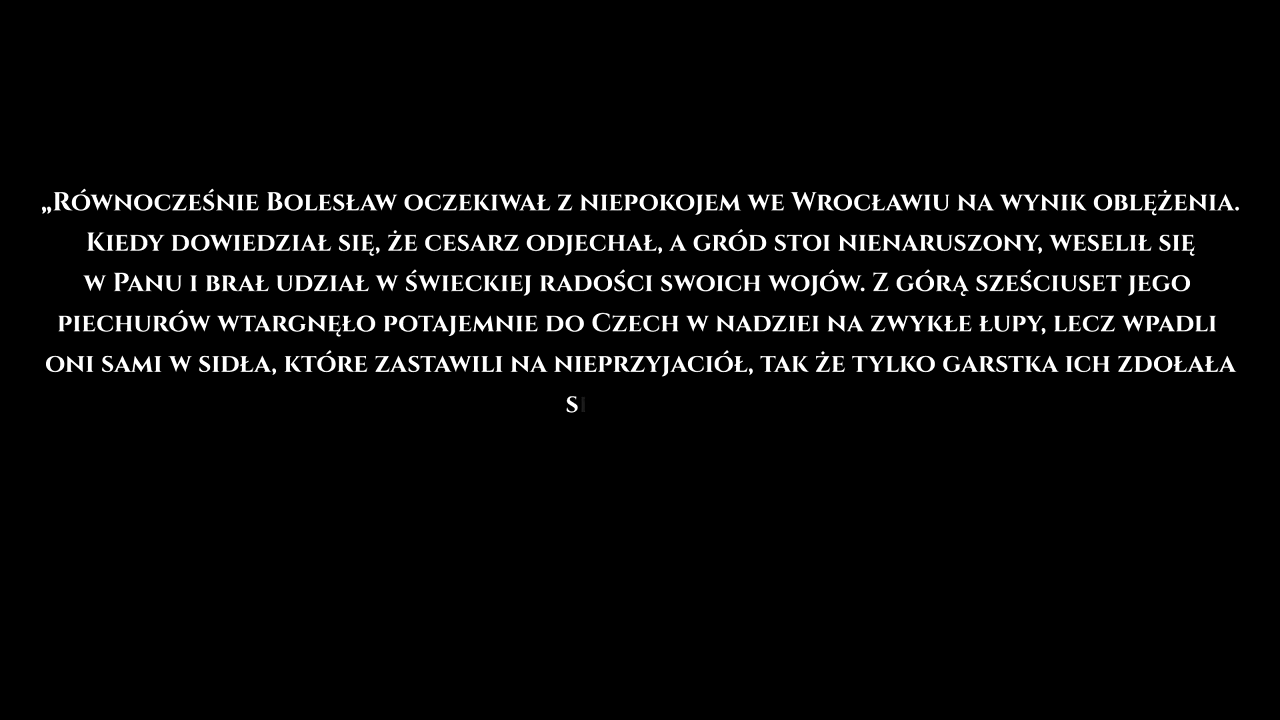 „Równocześnie Bolesław oczekiwał z niepokojem we Wrocławiu na wynik oblężenia.
Kiedy dowiedział się, że cesarz odjechał, a gród stoi nienaruszony, weselił się
w Panu i brał udział w świeckiej radości swoich wojów. Z górą sześciuset jego
piechurów wtargnęło potajemnie do Czech w nadziei na zwykłe łupy, lecz wpadli
oni sami w sidła, które zastawili na nieprzyjaciół, tak że tylko garstka ich zdołała
s